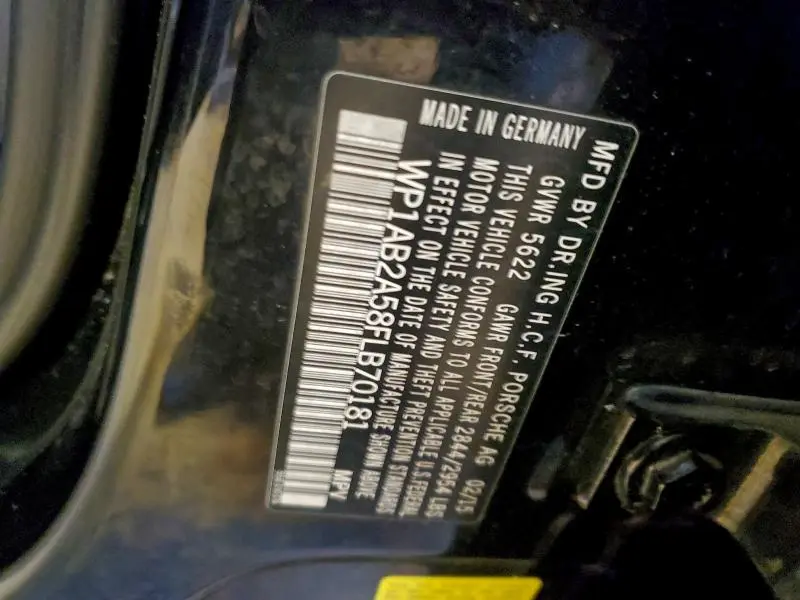 MFD BY DR.ING H.C.F. PORSCHE AG 02/15
GVWR 5622 GAWR FRONT/REAR 2844/2954 LBS
THIS VEHICLE CONFORMS TO ALL APPLICABLE U.S. FEDERAL
MOTOR VEHICLE SAFETY AND THEFT PREVENTION STANDARDS
IN EFFECT ON THE DATE OF MANUFACTURE SHOWN ABOVE
WP1AB2A58FLB70181 MPV
MADE IN GERMANY